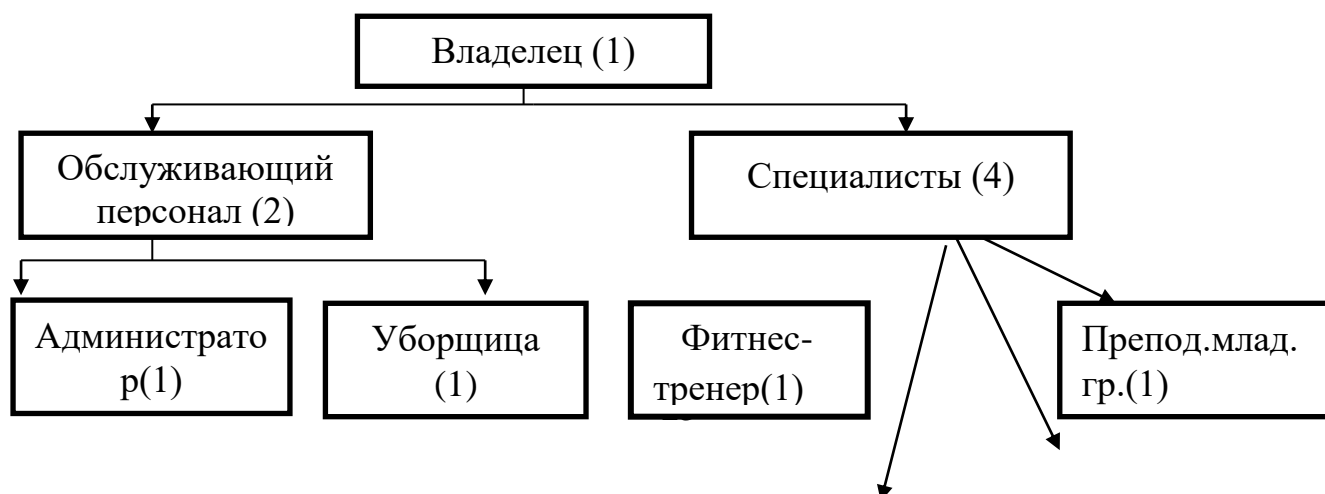 Владелец (1)
Обслуживающий
персонал (2)
Специалисты (4)
Администрато
р(1)
Уборщица
(1)
Фитнес-
тренер(1)
Препод.млад.
гр.(1)